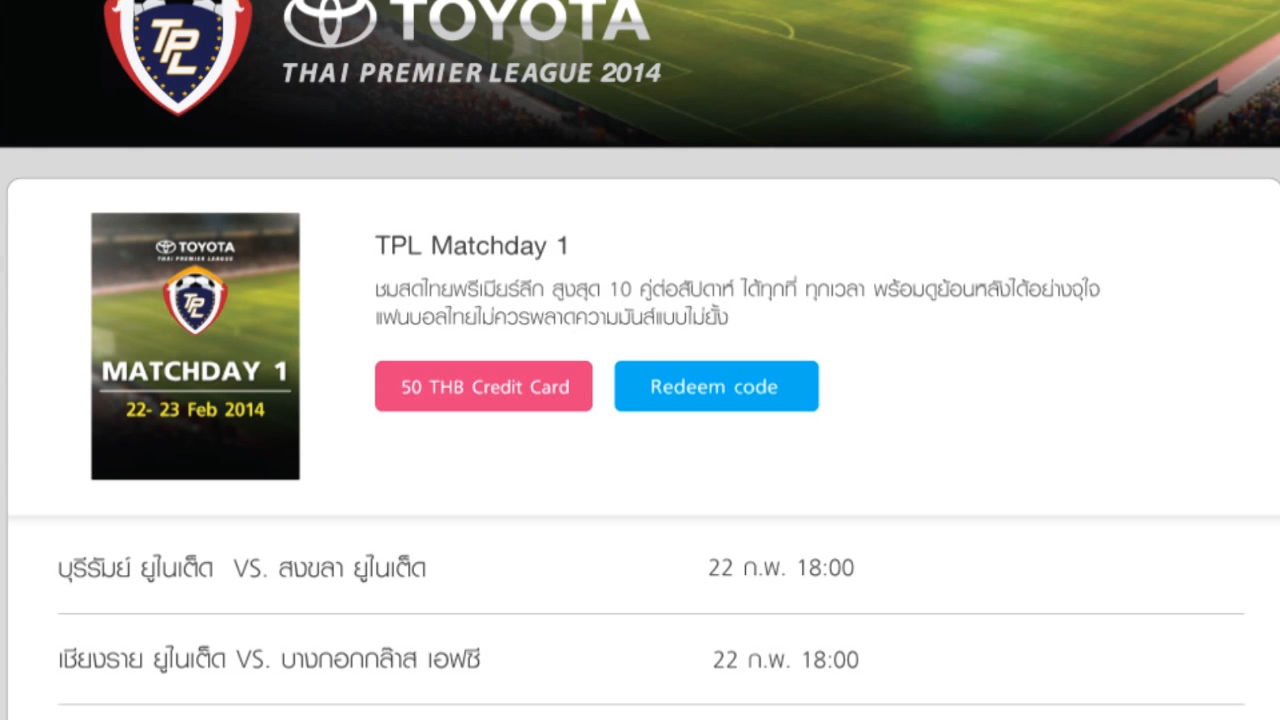 TPL
TOYOTA
THAI PREMIER LEAGUE 2014
TOYOTA
THAI PREMIER LEAGUE
TPL
MATCHDAY 1
22- 23 Feb 2014
TPL Matchday 1
ชมสดไทยพรีเมียร์ลีก สูงสุด 10 คู่ต่อสัปดาห์ ได้ทุกที่ ทุกเวลา พร้อมดูย้อนหลังได้อย่างจุใจ
แฟนบอลไทยไม่ควรพลาดความมันส์แบบไม่ยั้ง
50 THB Credit Card
Redeem code
บุรีรัมย์ ยูไนเต็ด VS. สงขลา ยูไนเต็ด
22 ก.พ. 18:00
เชียงราย ยูไนเต็ด VS. บางกอกกล๊าส เอฟซี
22 ก.พ. 18:00